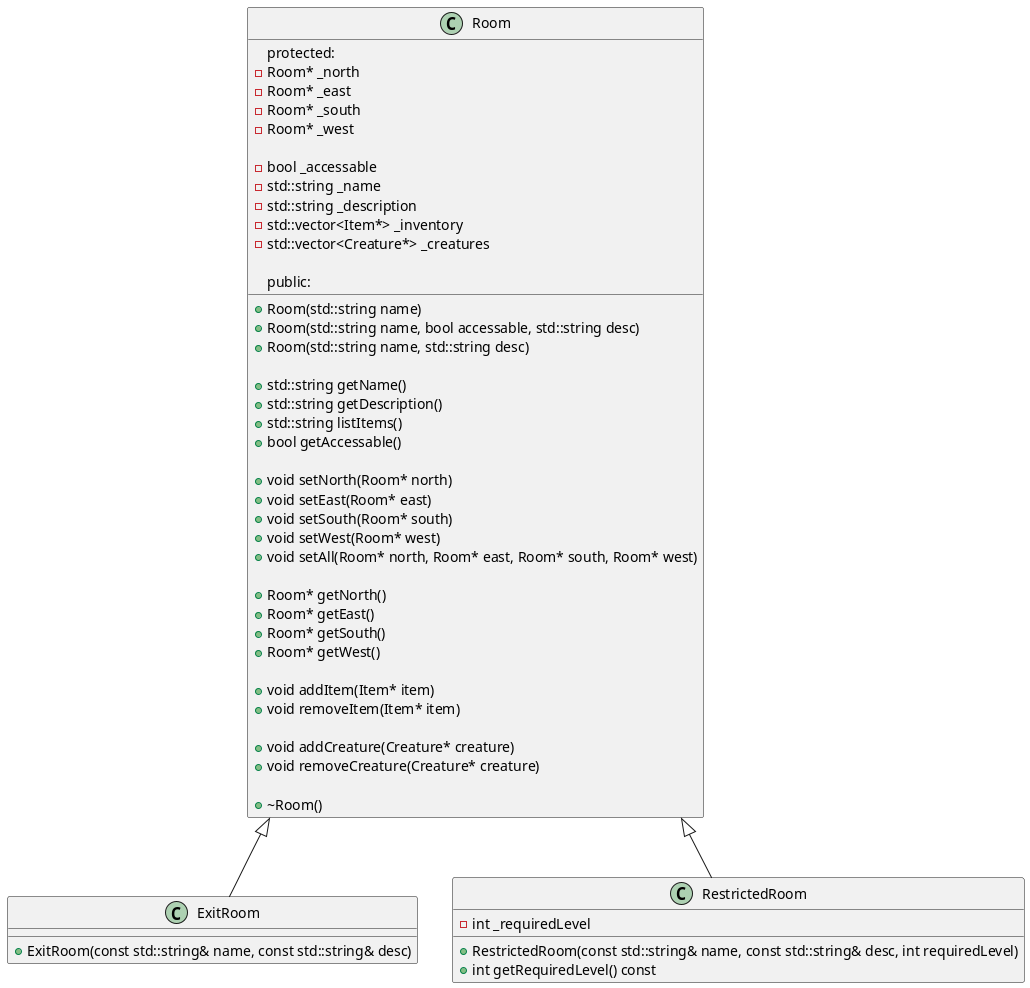 C Room
protected:
Room* _north
Room* _east
Room* _south
Room* _west
bool _accessable
std::string _name
std::string _description
std::vector<Item*> _inventory
std::vector<Creature*> _creatures
public:
Room(std::string name)
Room(std::string name, bool accessable, std::string desc)
Room(std::string name, std::string desc)
std::string getName()
std::string getDescription()
std::string listItems()
bool getAccessable()
void setNorth(Room* north)
void setEast(Room* east)
void setSouth(Room* south)
void setWest(Room* west)
void setAll(Room* north, Room* east, Room* south, Room* west)
Room* getNorth()
Room* getEast()
Room* getSouth()
Room* getWest()
void addItem(Item* item)
void removeItem(Item* item)
void addCreature(Creature* creature)
void removeCreature(Creature* creature)
~Room()
C ExitRoom
ExitRoom(const std::string& name, const std::string& desc)
C RestrictedRoom
int _requiredLevel
RestrictedRoom(const std::string& name, const std::string& desc, int requiredLevel)
int getRequiredLevel() const